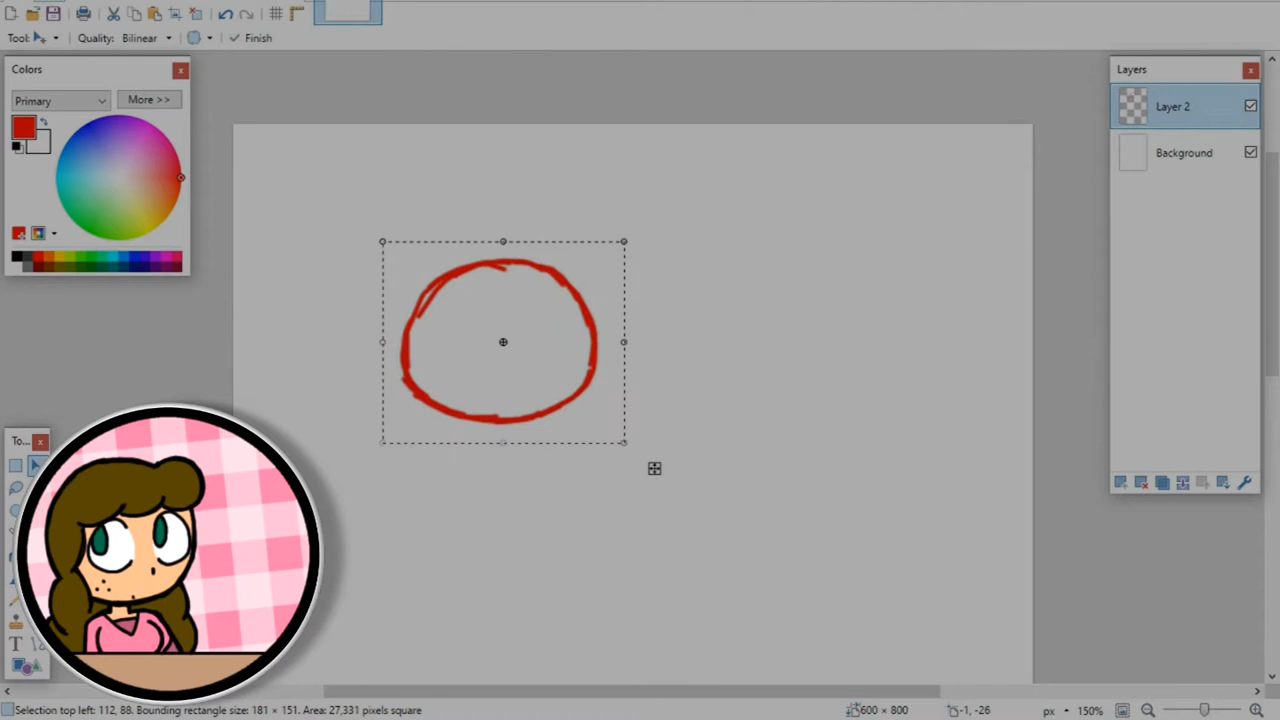 Tool:
Quality: Bilinear
Finish
Colors
Primary
More >>
Layers
Layer 2
Background
To...
T
Selection top left: 112, 88. Bounding rectangle size: 181 × 151. Area: 27,331 pixels square
600 × 800
-1, -26
px
150%